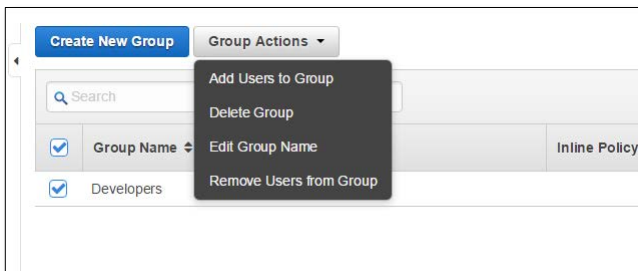 Create New Group Group Actions
Add Users to Group
Search
Delete Group
Group Name Edit Group Name Inline Policy
Developers Remove Users from Group